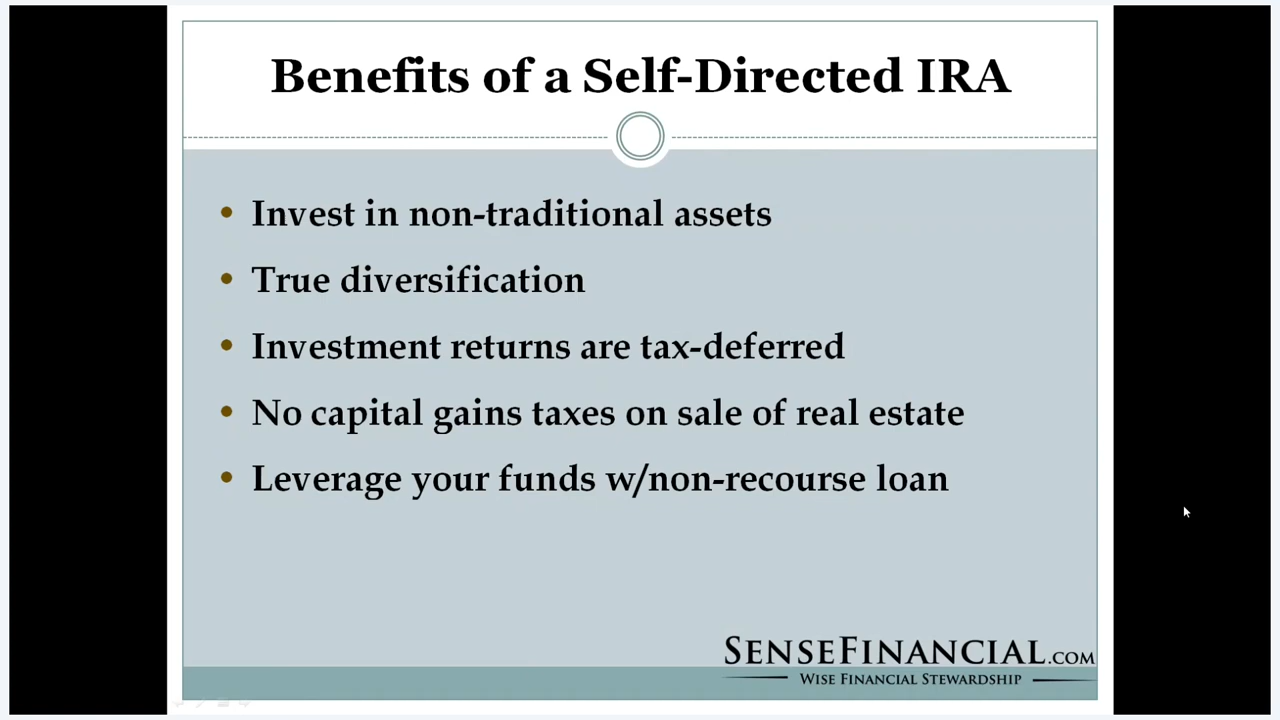 Benefits of a Self-Directed IRA
• Invest in non-traditional assets
• True diversification
• Investment returns are tax-deferred
• No capital gains taxes on sale of real estate
• Leverage your funds w/non-recourse loan
SENSEFINANCIAL.COM
WISE FINANCIAL STEWARDSHIP